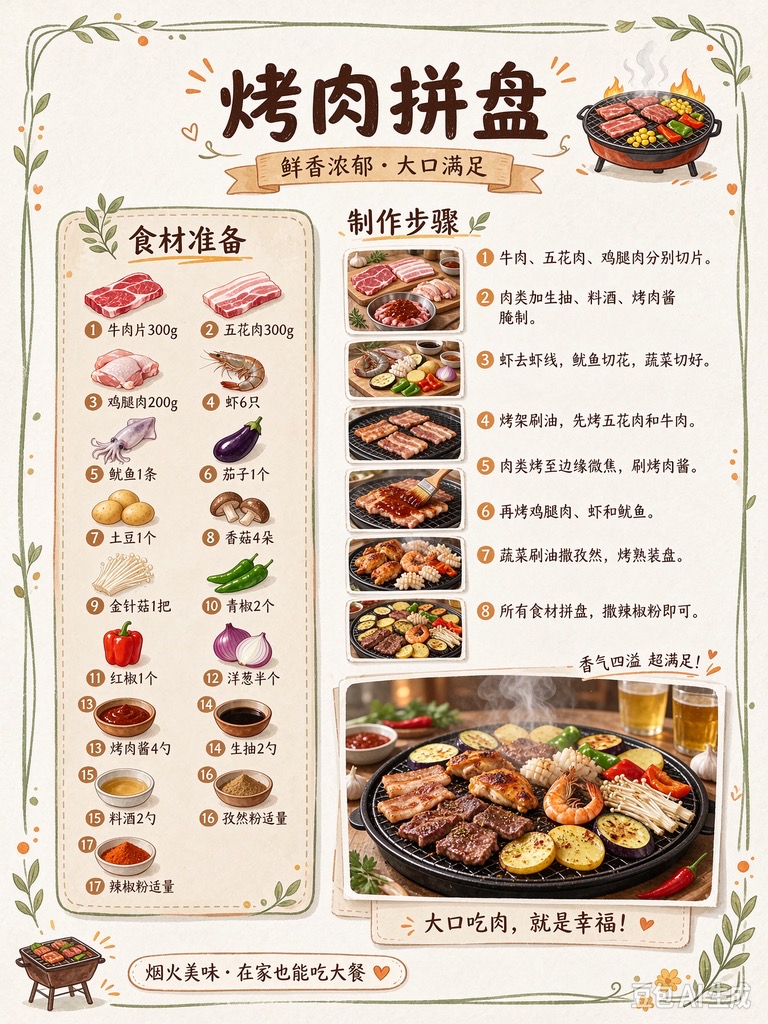 烤肉拼盘
鲜香浓郁·大口满足
食材准备
1 牛肉片300g
2 五花肉300g
3 鸡腿肉200g
4 虾6只
5 鱿鱼1条
6 茄子1个
7 土豆1个
8 香菇4朵
9 金针菇1把
10 青椒2个
11 红椒1个
12 洋葱半个
13
14
13 烤肉酱4勺
14 生抽2勺
15
16
15 料酒2勺
16 孜然粉适量
17
17 辣椒粉适量
制作步骤
1 牛肉、五花肉、鸡腿肉分别切片。
2 肉类加生抽、料酒、烤肉酱
腌制。
3 虾去虾线，鱿鱼切花，蔬菜切好。
4 烤架刷油，先烤五花肉和牛肉。
5 肉类烤至边缘微焦，刷烤肉酱。
6 再烤鸡腿肉、虾和鱿鱼。
7 蔬菜刷油撒孜然，烤熟装盘。
8 所有食材拼盘，撒辣椒粉即可。
香气四溢 超满足！
大口吃肉，就是幸福！
烟火美味·在家也能吃大餐
豆包AI生成